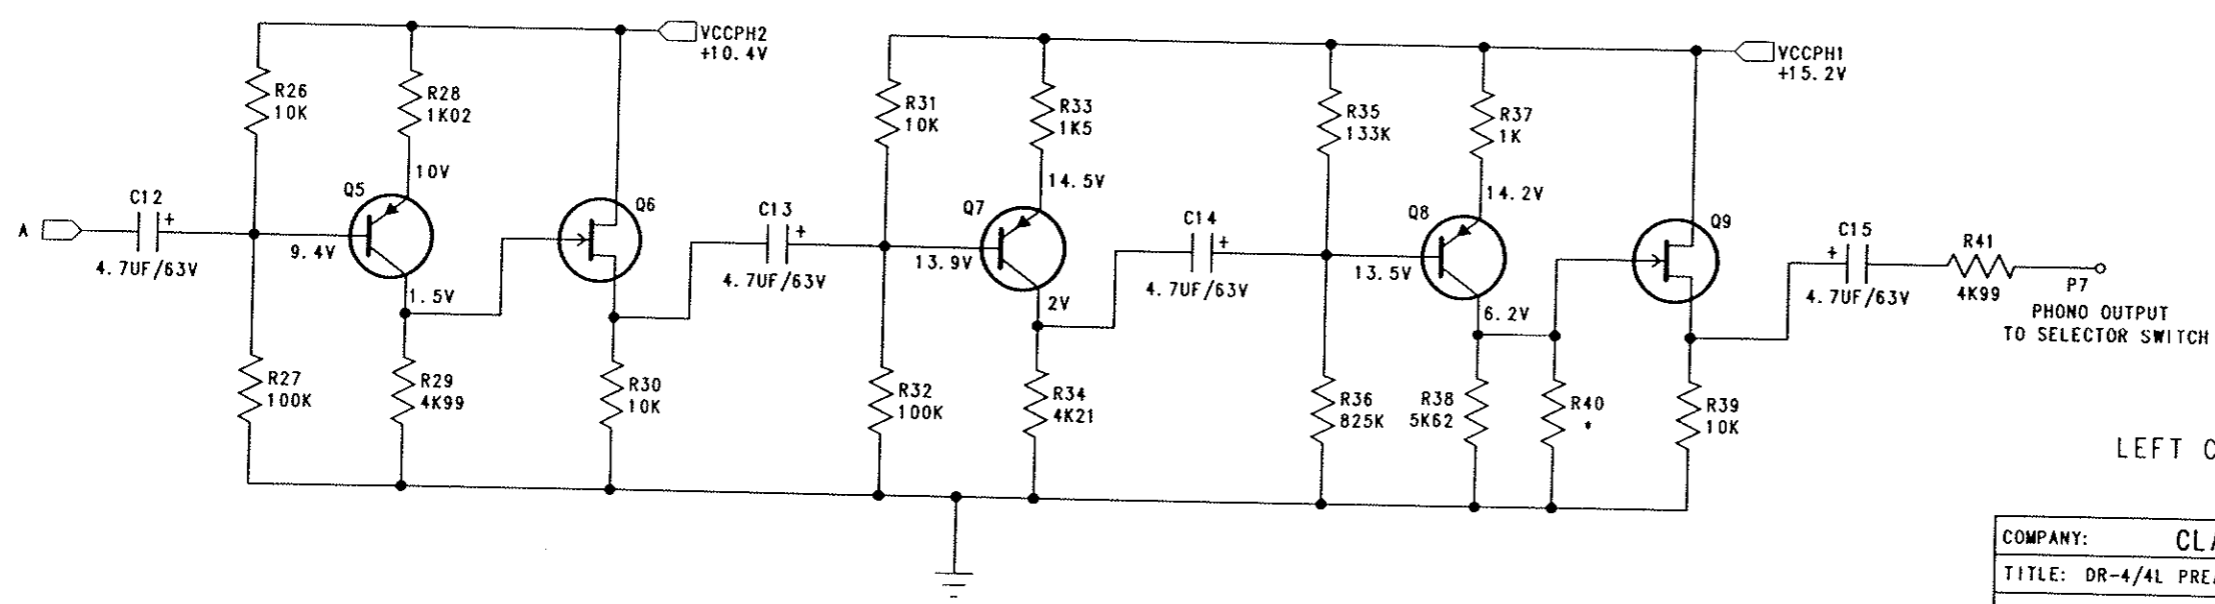 VCCPH2
+10.4V
VCCPH1
+15.2V
R26
10K
R28
1K02
R31
10K
R33
1K5
R35
133K
R37
1K
10V
14.5V
14.2V
C12
+
4.7UF/63V
A
Q5
9.4V
1.5V
Q6
C13
+
4.7UF/63V
Q7
13.9V
2V
C14
+
4.7UF/63V
Q8
13.5V
6.2V
Q9
C15
+
4.7UF/63V
R41
4K99
P7
PHONO OUTPUT
TO SELECTOR SWITCH
R27
100K
R29
4K99
R30
10K
R32
100K
R34
4K21
R36
825K
R38
5K62
R40
*
R39
10K
LEFT C
COMPANY: CLA
TITLE: DR-4/4L PREA